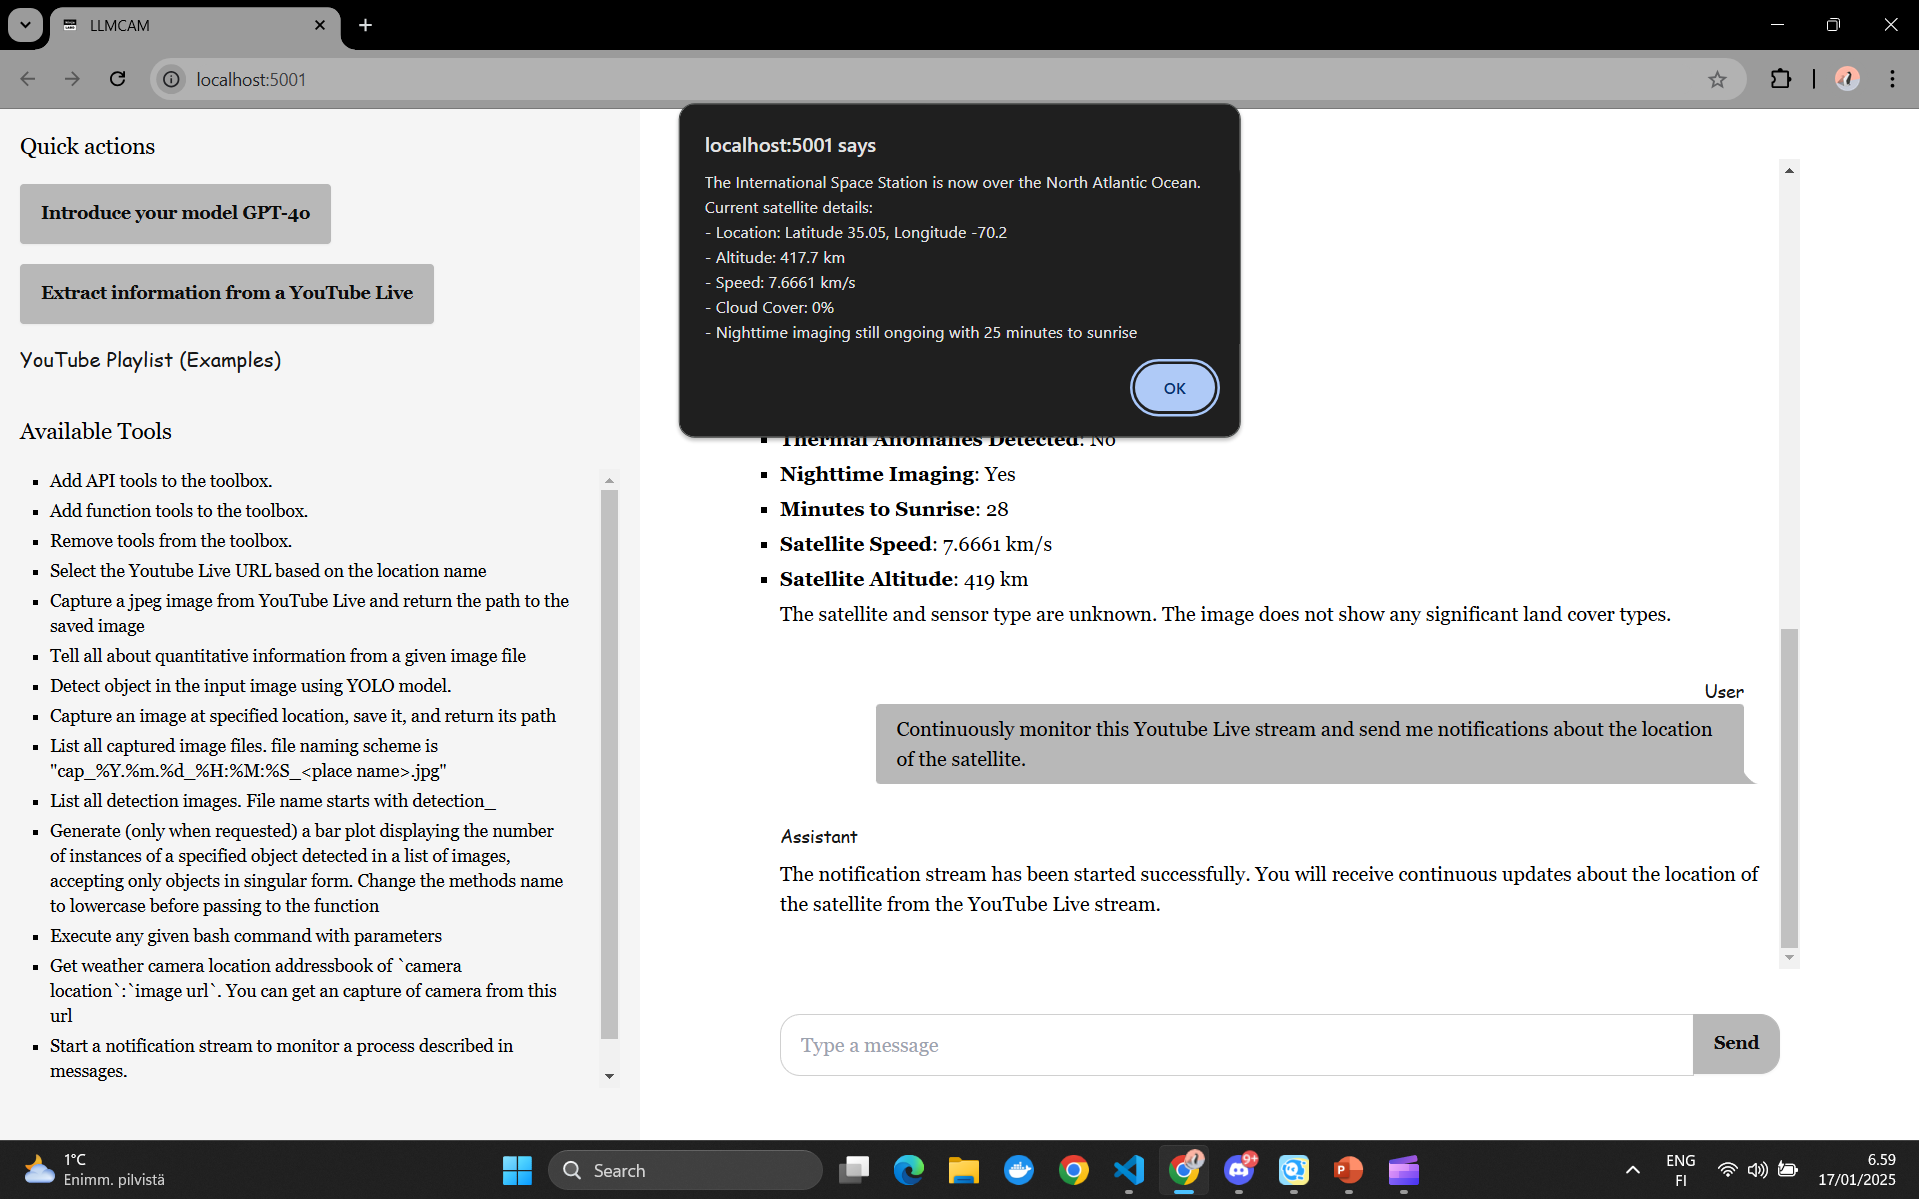 LLMCAM
localhost:5001
Quick actions
Introduce your model GPT-4o
Extract information from a YouTube Live
YouTube Playlist (Examples)
Available Tools
Add API tools to the toolbox.
Add function tools to the toolbox.
Remove tools from the toolbox.
Select the Youtube Live URL based on the location name
Capture a jpeg image from YouTube Live and return the path to the
saved image
Tell all about quantitative information from a given image file
Detect object in the input image using YOLO model.
Capture an image at specified location, save it, and return its path
List all captured image files. file naming scheme is
"cap_%Y.%m.%d_%H:%M:%S_<place name>.jpg"
List all detection images. File name starts with detection_
Generate (only when requested) a bar plot displaying the number
of instances of a specified object detected in a list of images,
accepting only objects in singular form. Change the methods name
to lowercase before passing to the function
Execute any given bash command with parameters
Get weather camera location addressbook of `camera
location`:`image url`. You can get an capture of camera from this
url
Start a notification stream to monitor a process described in
messages.
localhost:5001 says
The International Space Station is now over the North Atlantic Ocean.
Current satellite details:
- Location: Latitude 35.05, Longitude -70.2
- Altitude: 417.7 km
- Speed: 7.6661 km/s
- Cloud Cover: 0%
- Nighttime imaging still ongoing with 25 minutes to sunrise
OK
Thermal Anomalies Detected: No
Nighttime Imaging: Yes
Minutes to Sunrise: 28
Satellite Speed: 7.6661 km/s
Satellite Altitude: 419 km
The satellite and sensor type are unknown. The image does not show any significant land cover types.
User
Continuously monitor this Youtube Live stream and send me notifications about the location
of the satellite.
Assistant
The notification stream has been started successfully. You will receive continuous updates about the location of
the satellite from the YouTube Live stream.
Type a message
Send
1°C
Enimm. pilvistä
Search
9+
P
ENG
FI
6.59
17/01/2025